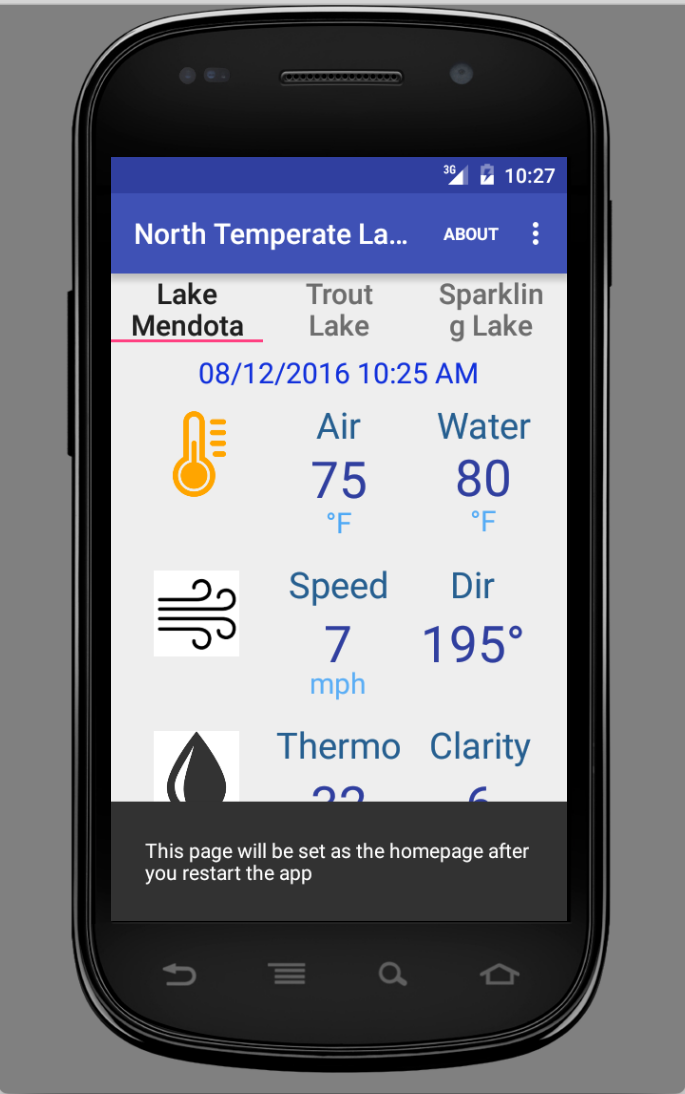 3G 10:27
North Temperate La... ABOUT
Lake Trout Sparklin
Mendota Lake g Lake
08/12/2016 10:25 AM
Air Water
75 80
°F °F
Speed Dir
7 195°
mph
Thermo Clarity
This page will be set as the homepage after
you restart the app